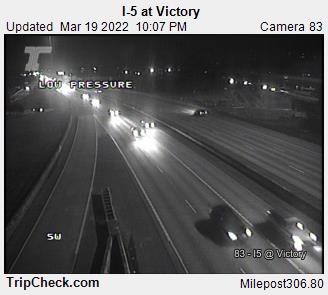 I-5 at Victory
Updated Mar 19 2022 10:07 PM Camera 83
LOW PRESSURE
SW
83 - I5 @ Victory
TripCheck.com Milepost306.80